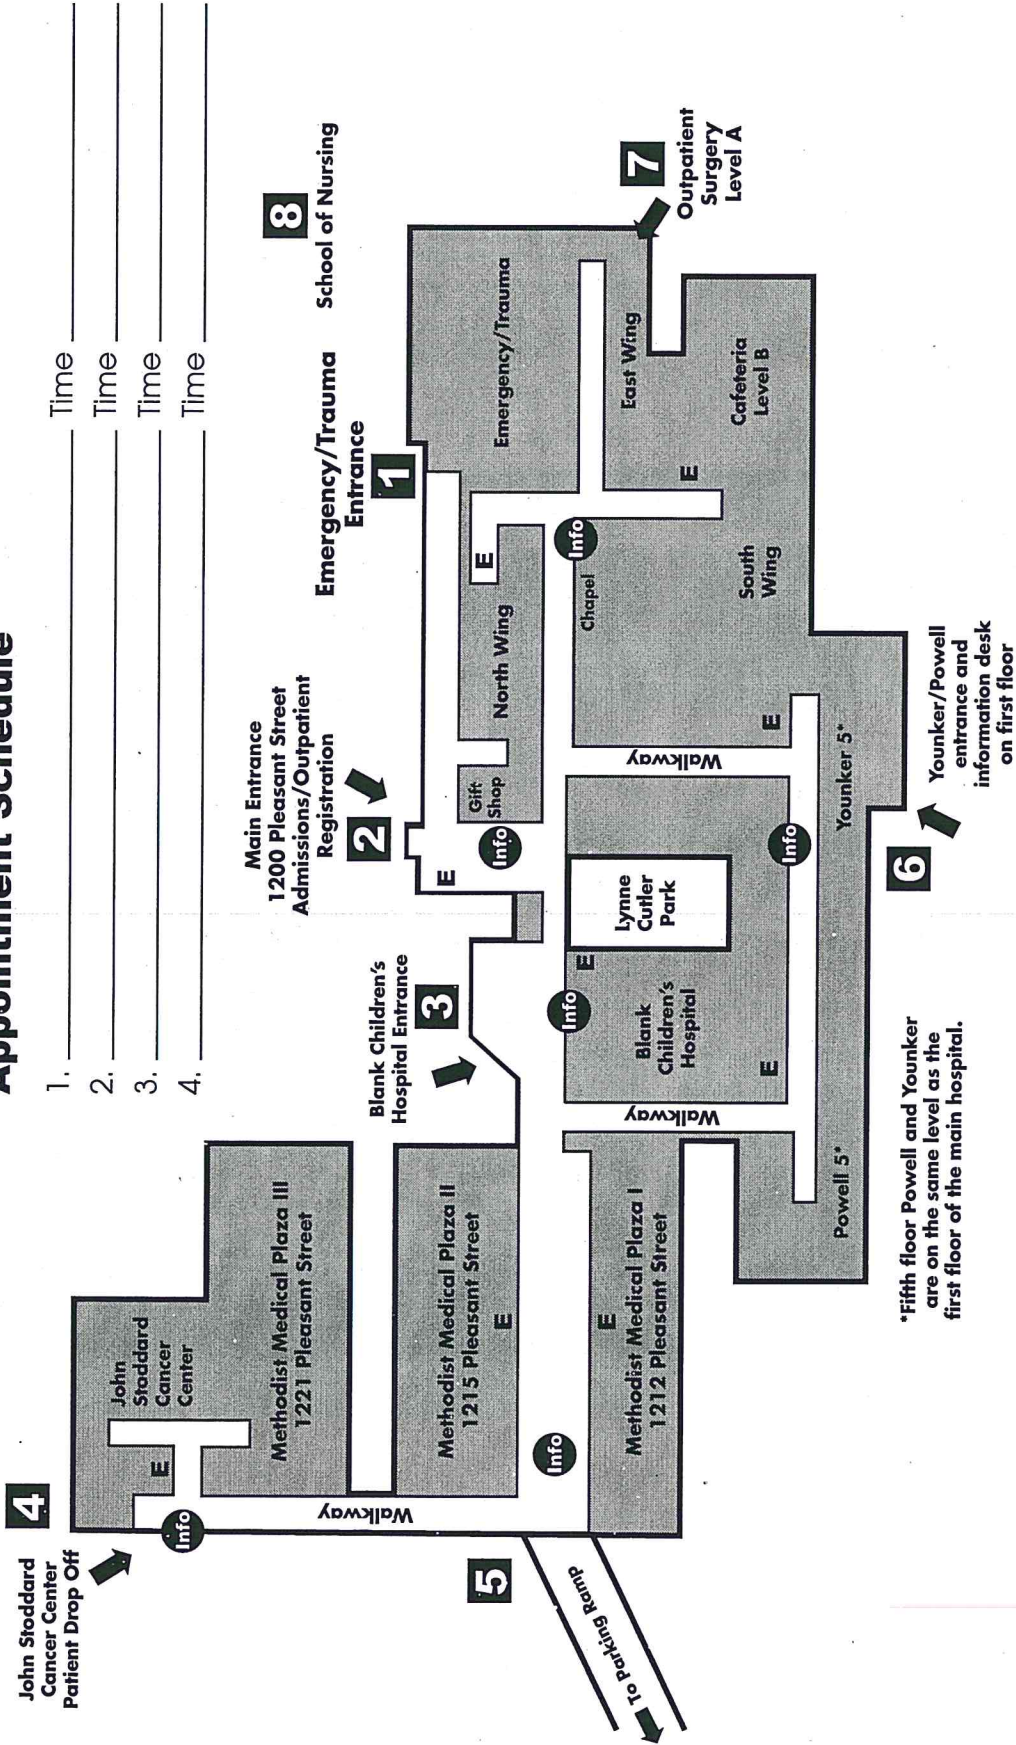 Appointment Schedule
1. Time
2. Time
3. Time
4. Time
4
John Stoddard
Cancer Center
Patient Drop Off
Info
E
John
Stoddard
Cancer
Center
Methodist Medical Plaza III
1221 Pleasant Street
Walkway
Methodist Medical Plaza II
1215 Pleasant Street
E
5
To Parking Ramp
Info
E
Methodist Medical Plaza I
1212 Pleasant Street
Blank Children's
Hospital Entrance
3
Main Entrance
1200 Pleasant Street
Admissions/Outpatient
Registration
2
E
Info
Gift
Shop
North Wing
E
Emergency/Trauma
Entrance
1
8
School of Nursing
Emergency/Trauma
East Wing
7
Outpatient
Surgery
Level A
Info
Chapel
E
Cafeteria
Level B
South
Wing
Walkway
E
Info
E
Blank
Children's
Hospital
E
Lynne
Cutler
Park
Info
Walkway
Powell 5*
Younker 5*
6
Younker/Powell
entrance and
information desk
on first floor
*Fifth floor Powell and Younker
are on the same level as the
first floor of the main hospital.